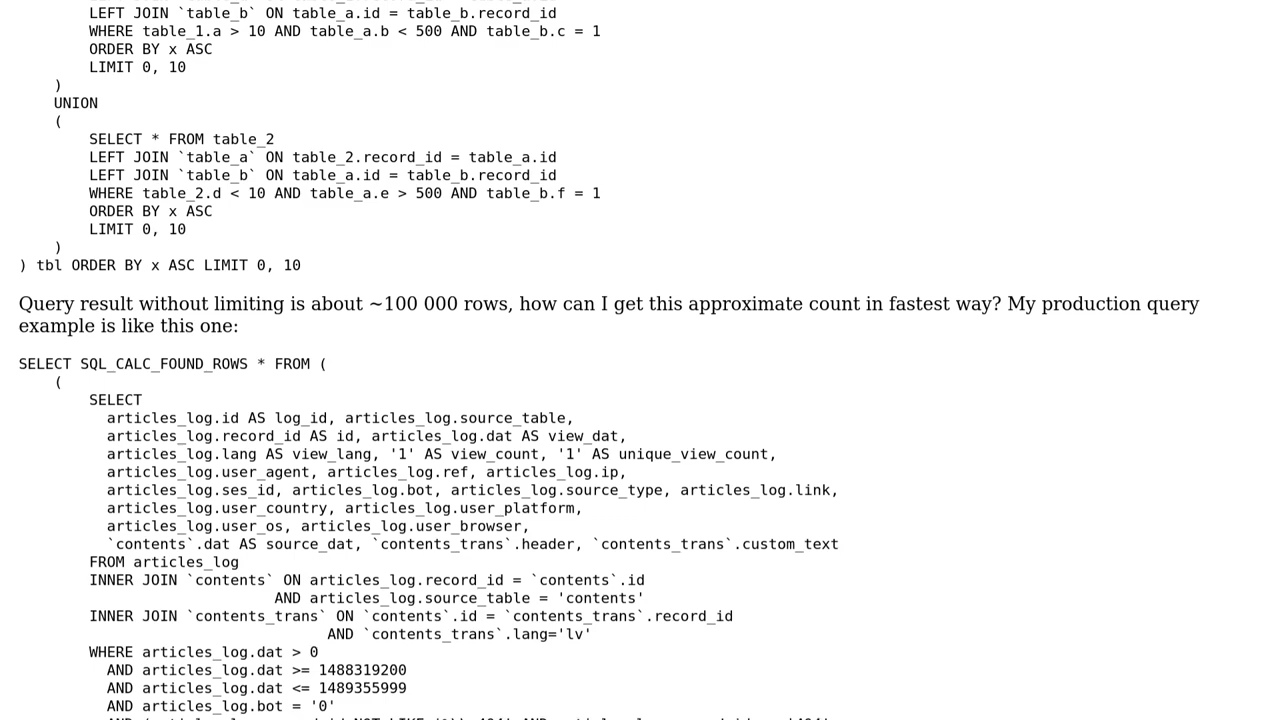 LEFT JOIN `table_b` ON table_a.id = table_b.record_id
WHERE table_1.a > 10 AND table_a.b < 500 AND table_b.c = 1
ORDER BY x ASC
LIMIT 0, 10
)
UNION
(
SELECT * FROM table_2
LEFT JOIN `table_a` ON table_2.record_id = table_a.id
LEFT JOIN `table_b` ON table_a.id = table_b.record_id
WHERE table_2.d < 10 AND table_a.e > 500 AND table_b.f = 1
ORDER BY x ASC
LIMIT 0, 10
)
) tbl ORDER BY x ASC LIMIT 0, 10
Query result without limiting is about ~100 000 rows, how can I get this approximate count in fastest way? My production query
example is like this one:
SELECT SQL_CALC_FOUND_ROWS * FROM (
(
SELECT
articles_log.id AS log_id, articles_log.source_table,
articles_log.record_id AS id, articles_log.dat AS view_dat,
articles_log.lang AS view_lang, '1' AS view_count, '1' AS unique_view_count,
articles_log.user_agent, articles_log.ref, articles_log.ip,
articles_log.ses_id, articles_log.bot, articles_log.source_type, articles_log.link,
articles_log.user_country, articles_log.user_platform,
articles_log.user_os, articles_log.user_browser,
`contents`.dat AS source_dat, `contents_trans`.header, `contents_trans`.custom_text
FROM articles_log
INNER JOIN `contents` ON articles_log.record_id = `contents`.id
AND articles_log.source_table = 'contents'
INNER JOIN `contents_trans` ON `contents`.id = `contents_trans`.record_id
AND `contents_trans`.lang='lv'
WHERE articles_log.dat > 0
AND articles_log.dat >= 1488319200
AND articles_log.dat <= 1489355999
AND articles_log.bot = '0'